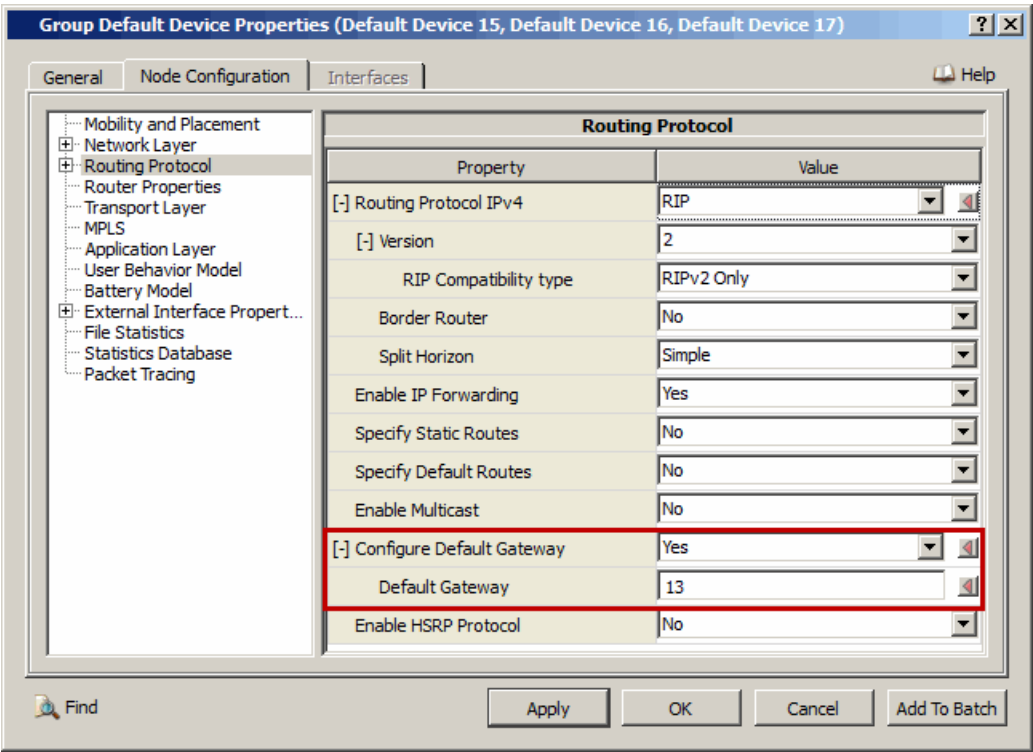 Group Default Device Properties (Default Device 15, Default Device 16, Default Device 17)
General
Node Configuration
Interfaces
Help
Mobility and Placement
Network Layer
Routing Protocol
Router Properties
Transport Layer
MPLS
Application Layer
User Behavior Model
Battery Model
External Interface Propert...
File Statistics
Statistics Database
Packet Tracing
Routing Protocol
Property Value
[-] Routing Protocol IPv4 RIP
[-] Version 2
RIP Compatibility type RIPv2 Only
Border Router No
Split Horizon Simple
Enable IP Forwarding Yes
Specify Static Routes No
Specify Default Routes No
Enable Multicast No
[-] Configure Default Gateway Yes
Default Gateway 13
Enable HSRP Protocol No
Find
Apply
OK
Cancel
Add To Batch